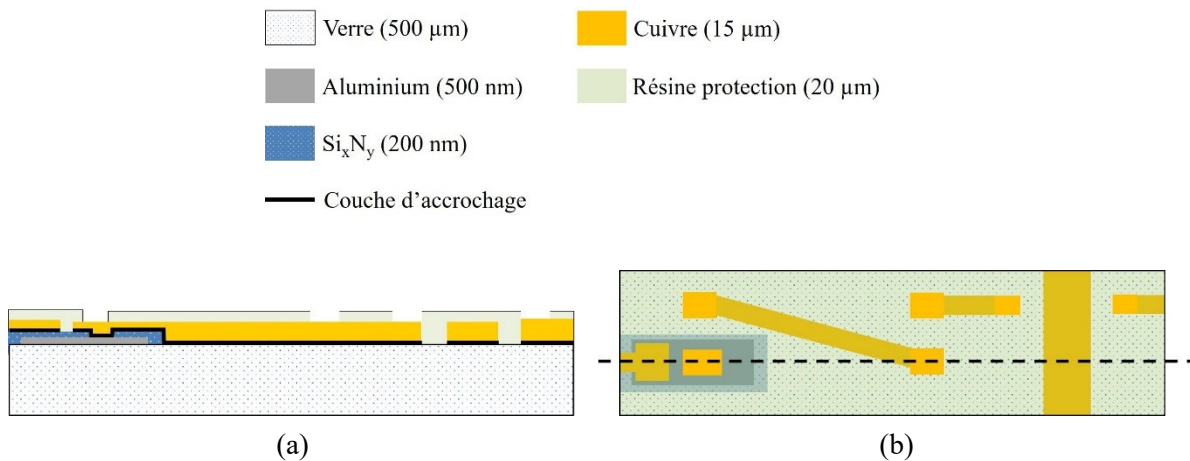 Verre (500 µm)
Cuivre (15 µm)
Aluminium (500 nm)
Résine protection (20 µm)
SixNy (200 nm)
Couche d’accrochage
(a)
(b)